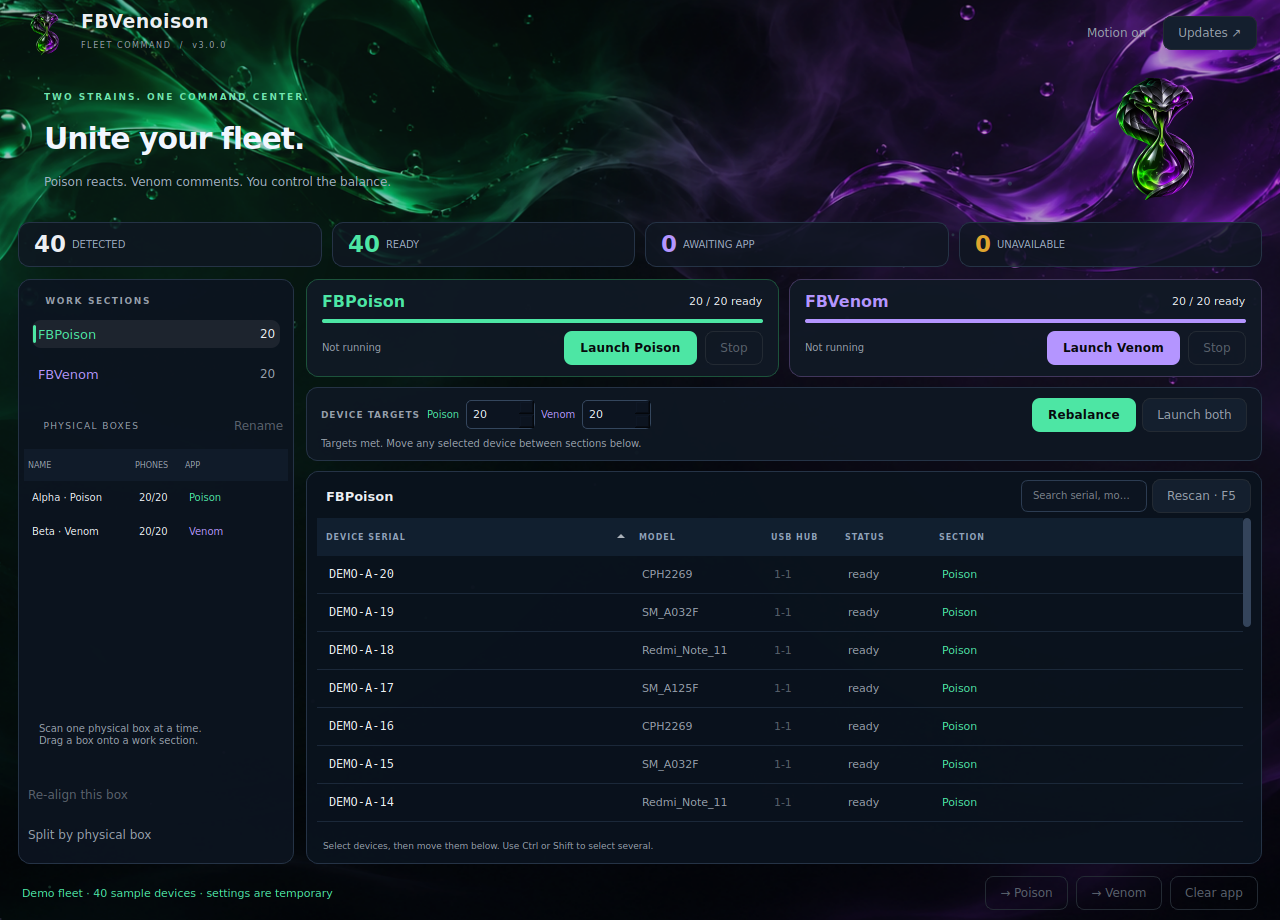 FBVenoison
FLEET COMMAND / v3.0.0
Motion on
Updates ↗
TWO STRAINS. ONE COMMAND CENTER.
Unite your fleet.
Poison reacts. Venom comments. You control the balance.
40 DETECTED
40 READY
0 AWAITING APP
0 UNAVAILABLE
WORK SECTIONS
FBPoison 20
FBVenom 20
PHYSICAL BOXES
Rename
NAME PHONES APP
Alpha · Poison 20/20 Poison
Beta · Venom 20/20 Venom
Scan one physical box at a time.
Drag a box onto a work section.
Re-align this box
Split by physical box
FBPoison
20 / 20 ready
Not running
Launch Poison
Stop
FBVenom
20 / 20 ready
Not running
Launch Venom
Stop
DEVICE TARGETS Poison 20 Venom 20
Rebalance
Launch both
Targets met. Move any selected device between sections below.
FBPoison
Search serial, mo...
Rescan · F5
DEVICE SERIAL MODEL USB HUB STATUS SECTION
DEMO-A-20 CPH2269 1-1 ready Poison
DEMO-A-19 SM_A032F 1-1 ready Poison
DEMO-A-18 Redmi_Note_11 1-1 ready Poison
DEMO-A-17 SM_A125F 1-1 ready Poison
DEMO-A-16 CPH2269 1-1 ready Poison
DEMO-A-15 SM_A032F 1-1 ready Poison
DEMO-A-14 Redmi_Note_11 1-1 ready Poison
Select devices, then move them below. Use Ctrl or Shift to select several.
Demo fleet · 40 sample devices · settings are temporary
→ Poison
→ Venom
Clear app